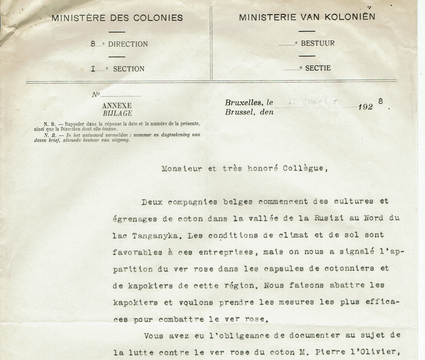 MINISTÈRE DES COLONIES
MINISTERIE VAN KOLONIËN
8e DIRECTION
BESTUUR
I SECTION
SECTIE
No
ANNEXE
BIJLAGE
N. B. — Rappeler dans la réponse la date et le numéro de la présente, ainsi que la Direction dont elle émane.
N. B. — In het antwoord vermelden: nummer en dagteekening van dezen brief, alsmede bestuur van uitgang.
Bruxelles, le
Brussel, den
1928.
Monsieur et très honoré Collègue,
Deux compagnies belges commencent des cultures et
égrenages de coton dans la vallée de la Rusizi au Nord du
lac Tanganyka. Les conditions de climat et de sol sont
favorables à ces entreprises, mais on nous a signalé l'ap-
parition du ver rose dans les capsules de cotonniers et
de kapokiers de cette région. Nous faisons abattre les
kapokiers et voulons prendre les mesures les plus effica-
ces pour combattre le ver rose.
Vous avez eu l'obligeance de documenter au sujet de
la lutte contre le ver rose du coton M. Pierre l'Olivier,